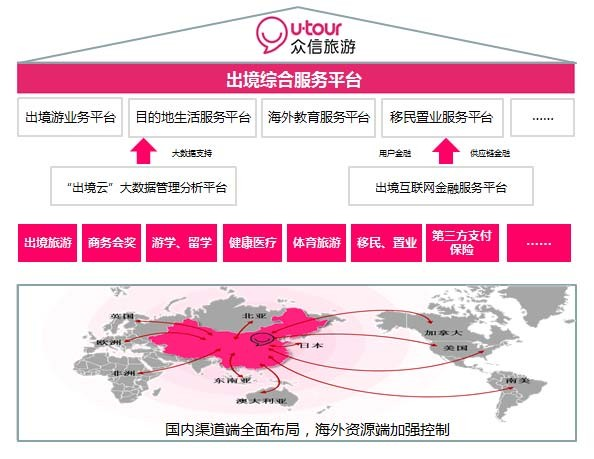 u·tour
众信旅游
出境综合服务平台
出境游业务平台
目的地生活服务平台
海外教育服务平台
移民置业服务平台
......
大数据支持
用户金融
供应链金融
“出境云”大数据管理分析平台
出境互联网金融服务平台
出境旅游
商务会奖
游学、留学
健康医疗
体育旅游
移民、置业
第三方支付
保险
......
英国
北亚
加拿大
欧洲
日本
美国
非洲
东南亚
南美
澳大利亚
国内渠道端全面布局，海外资源端加强控制